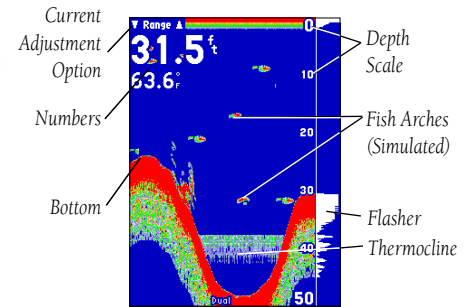 Current
Adjustment
Option
Numbers
Bottom
▼ Range ▲
31.5 ft
63.6 °F
0
10
20
30
40
50
Dual
Depth
Scale
Fish Arches
(Simulated)
Flasher
Thermocline